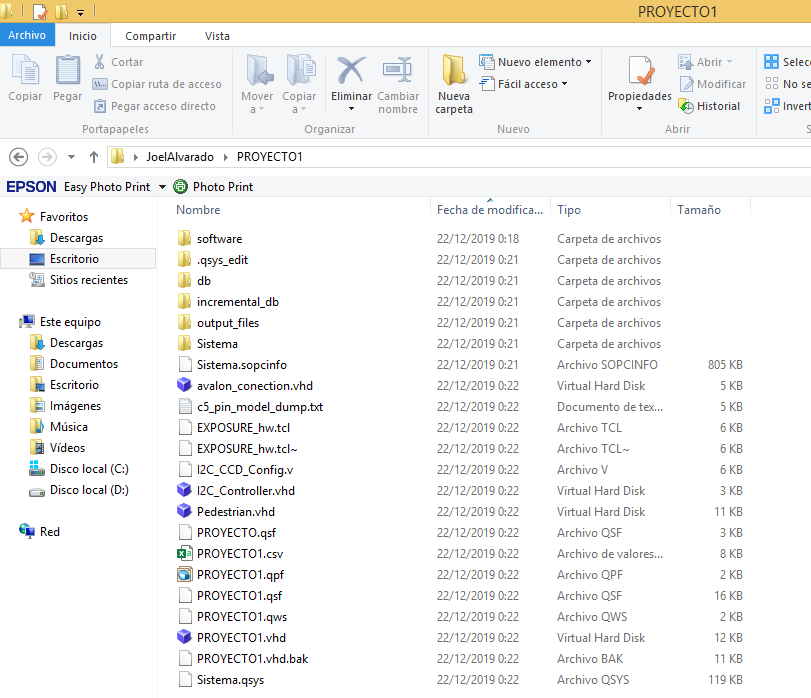 PROYECTO1
Archivo Inicio Compartir Vista
Copiar
Pegar
Cortar
Copiar ruta de acceso
Pegar acceso directo
Portapapeles
Mover a
Copiar a
Eliminar
Cambiar nombre
Organizar
Nueva carpeta
Nuevo elemento
Fácil acceso
Nuevo
Propiedades
Abrir
Modificar
Historial
Abrir
Selec
No se
Invert
S
JoelAlvarado PROYECTO1
EPSON Easy Photo Print Photo Print
Favoritos
Descargas
Escritorio
Sitios recientes
Este equipo
Descargas
Documentos
Escritorio
Imágenes
Música
Vídeos
Disco local (C:)
Disco local (D:)
Red
Nombre Fecha de modifica... Tipo Tamaño
software 22/12/2019 0:18 Carpeta de archivos
.qsys_edit 22/12/2019 0:21 Carpeta de archivos
db 22/12/2019 0:21 Carpeta de archivos
incremental_db 22/12/2019 0:21 Carpeta de archivos
output_files 22/12/2019 0:21 Carpeta de archivos
Sistema 22/12/2019 0:21 Carpeta de archivos
Sistema.sopcinfo 22/12/2019 0:21 Archivo SOPCINFO 805 KB
avalon_conection.vhd 22/12/2019 0:22 Virtual Hard Disk 5 KB
c5_pin_model_dump.txt 22/12/2019 0:22 Documento de tex... 5 KB
EXPOSURE_hw.tcl 22/12/2019 0:22 Archivo TCL 6 KB
EXPOSURE_hw.tcl~ 22/12/2019 0:22 Archivo TCL~ 6 KB
I2C_CCD_Config.v 22/12/2019 0:22 Archivo V 6 KB
I2C_Controller.vhd 22/12/2019 0:22 Virtual Hard Disk 3 KB
Pedestrian.vhd 22/12/2019 0:22 Virtual Hard Disk 11 KB
PROYECTO.qsf 22/12/2019 0:22 Archivo QSF 3 KB
PROYECTO1.csv 22/12/2019 0:22 Archivo de valores... 8 KB
PROYECTO1.qpf 22/12/2019 0:22 Archivo QPF 2 KB
PROYECTO1.qsf 22/12/2019 0:22 Archivo QSF 16 KB
PROYECTO1.qws 22/12/2019 0:22 Archivo QWS 2 KB
PROYECTO1.vhd 22/12/2019 0:22 Virtual Hard Disk 12 KB
PROYECTO1.vhd.bak 22/12/2019 0:22 Archivo BAK 11 KB
Sistema.qsys 22/12/2019 0:22 Archivo QSYS 119 KB